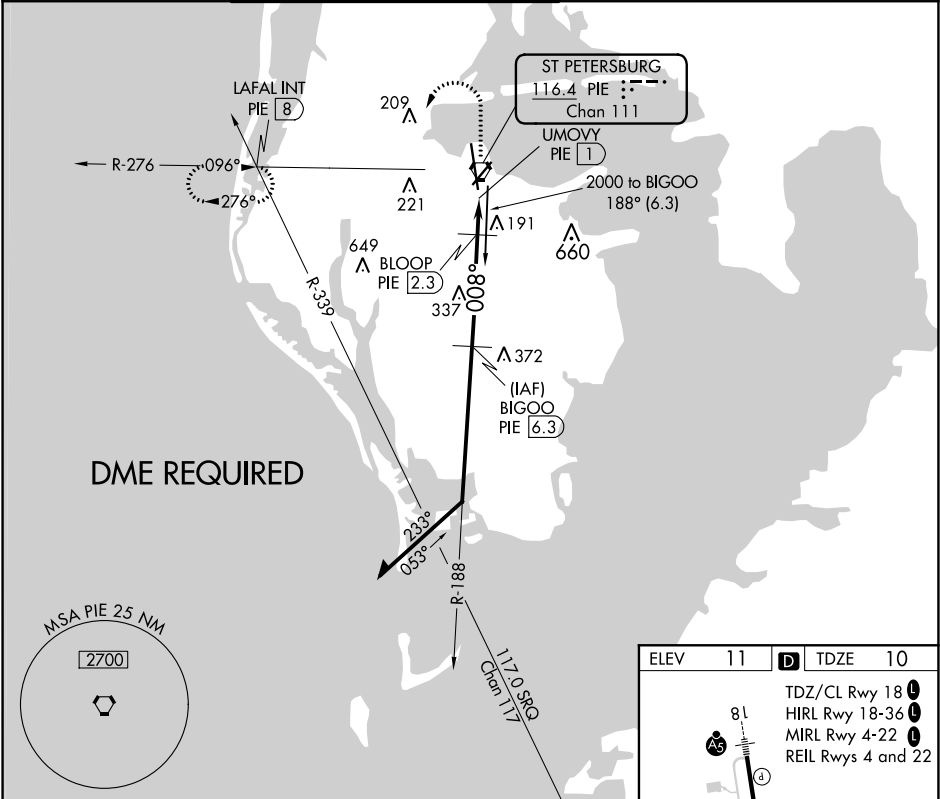 ST PETERSBURG
116.4 PIE
Chan 111
LAFAL INT
PIE 8
209
UMOVY
PIE 1
R-276
096°
276°
221
2000 to BIGOO
188° (6.3)
191
649
660
BLOOP
PIE 2.3
008°
R-339
337
372
(IAF)
BIGOO
PIE 6.3
DME REQUIRED
233°
053°
R-188
MSA PIE 25 NM
2700
117.0 SRQ
Chan 117
ELEV 11 D TDZE 10
TDZ/CL Rwy 18 L
HIRL Rwy 18-36 L
MIRL Rwy 4-22 L
REIL Rwys 4 and 22
18
A5
P